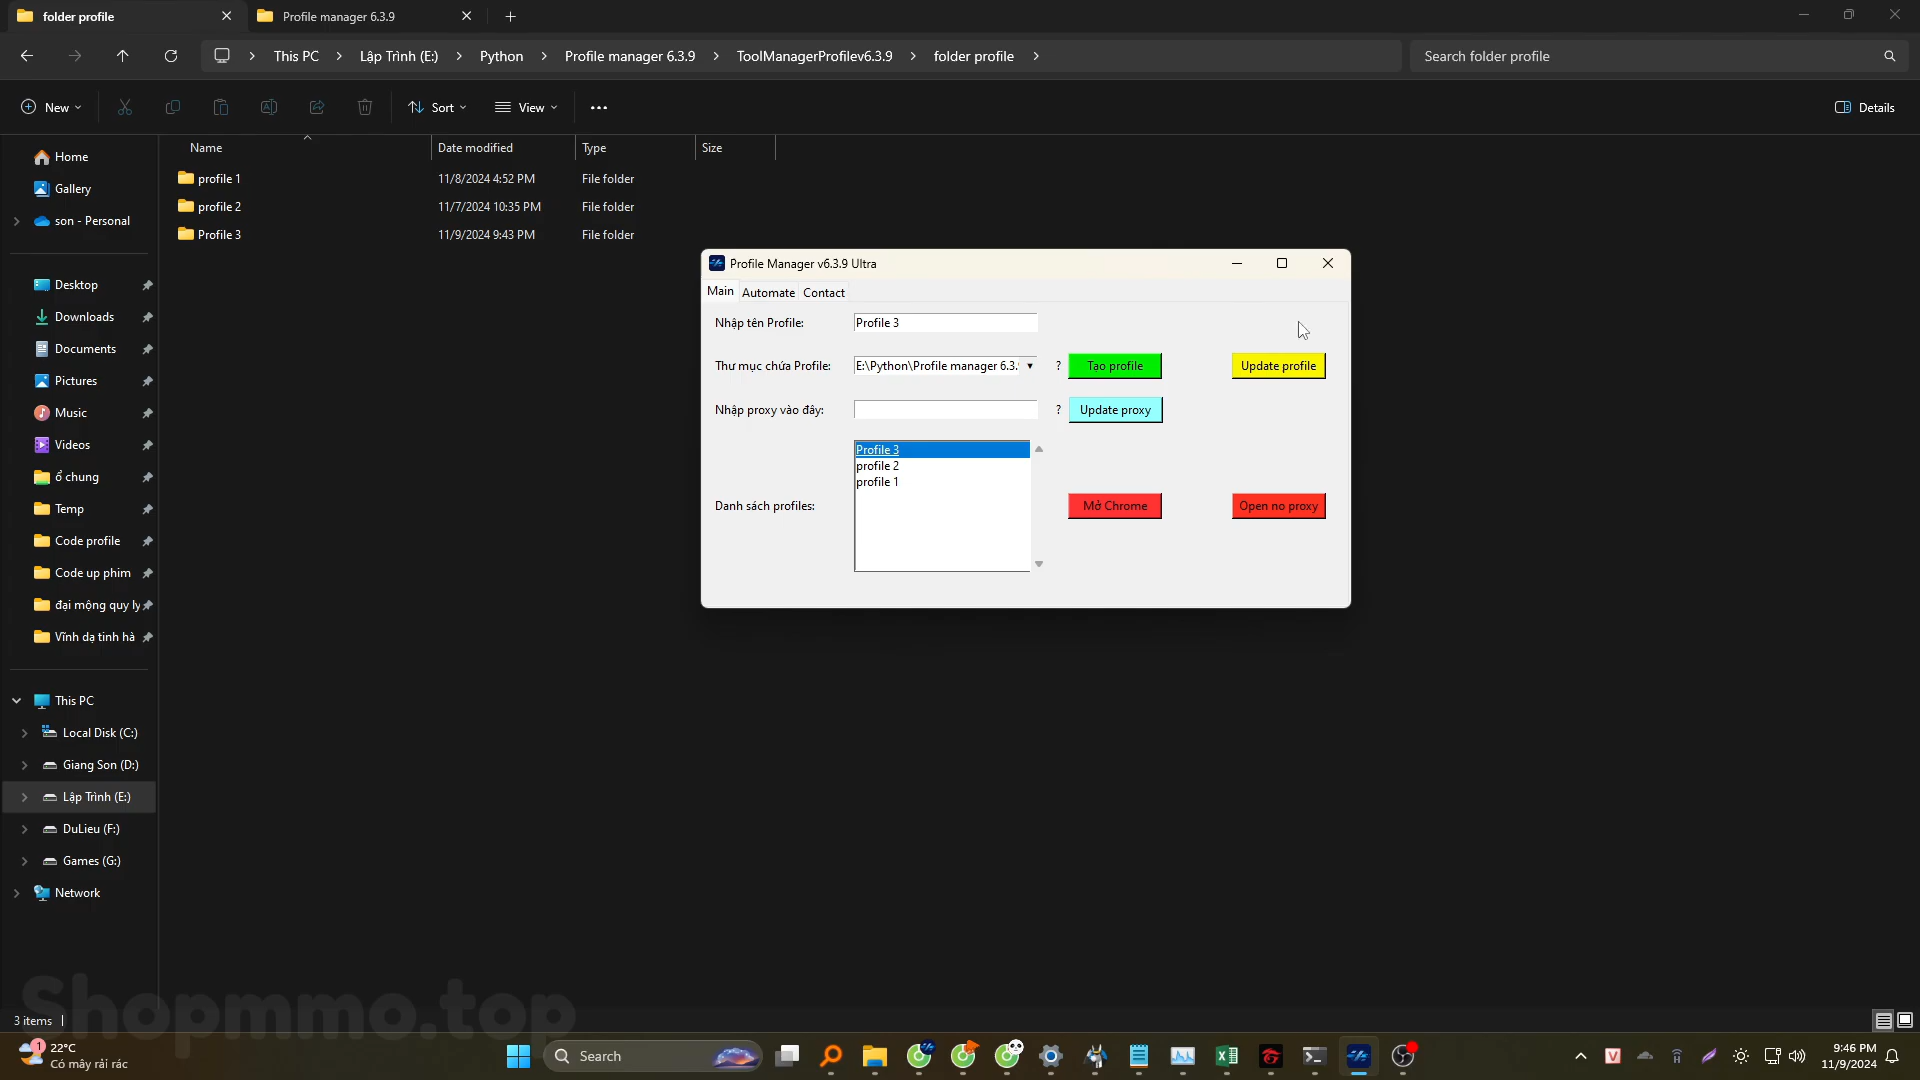 folder profile
Profile manager 6.3.9
This PC
Lập Trình (E:)
Python
Profile manager 6.3.9
ToolManagerProfilev6.3.9
folder profile
Search folder profile
New
Sort
View
Details
Name
Date modified
Type
Size
profile 1
11/8/2024 4:52 PM
File folder
profile 2
11/7/2024 10:35 PM
File folder
Profile 3
11/9/2024 9:43 PM
File folder
Home
Gallery
son - Personal
Desktop
Downloads
Documents
Pictures
Music
Videos
ổ chung
Temp
Code profile
Code up phim
đại mộng quy ly
Vĩnh dạ tinh hà
This PC
Local Disk (C:)
Giang Son (D:)
Lập Trình (E:)
DuLieu (F:)
Games (G:)
Network
Profile Manager v6.3.9 Ultra
Main
Automate
Contact
Nhập tên Profile:
Profile 3
Thư mục chứa Profile:
E:\Python\Profile manager 6.3.
?
Tạo profile
Update profile
Nhập proxy vào đây:
?
Update proxy
Profile 3
profile 2
profile 1
Danh sách profiles:
Mở Chrome
Open no proxy
Shopmmo.top
3 items
1
22°C
Có mây rải rác
Search
V
9:46 PM
11/9/2024